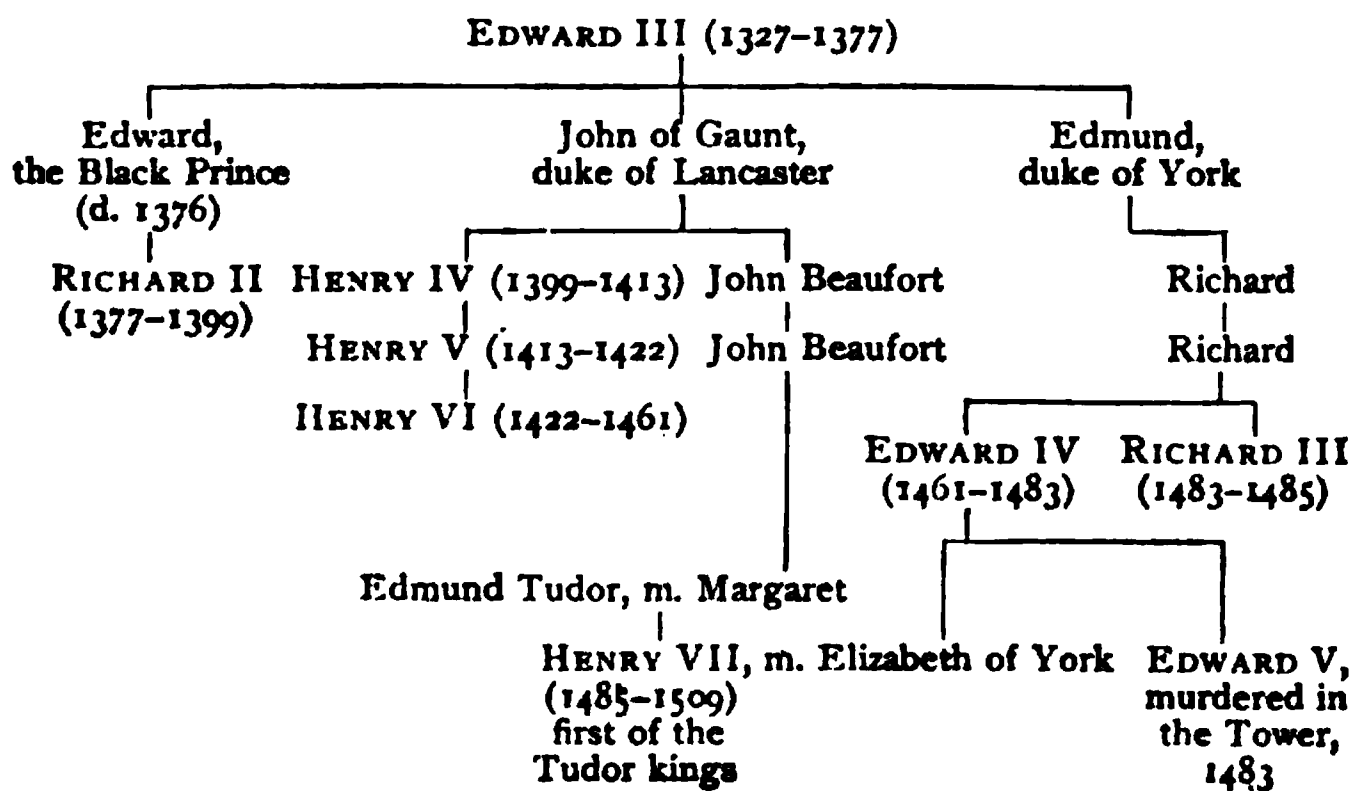 EDWARD III (1327–1377)
Edward, the Black Prince (d. 1376)
John of Gaunt, duke of Lancaster
Edmund, duke of York
RICHARD II (1377–1399)
HENRY IV (1399–1413) John Beaufort
Richard
HENRY V (1413–1422) John Beaufort
Richard
HENRY VI (1422–1461)
EDWARD IV (1461–1483)
RICHARD III (1483–1485)
Edmund Tudor, m. Margaret
HENRY VII, m. Elizabeth of York
(1485–1509)
first of the
Tudor kings
EDWARD V,
murdered in
the Tower,
1483